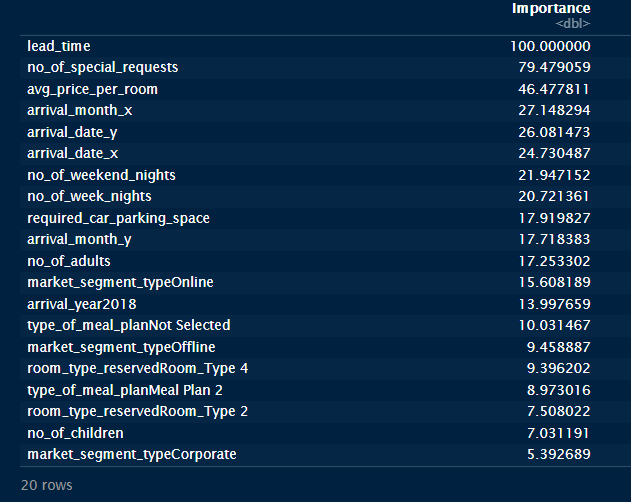 Importance
<dbl>
lead_time 100.000000
no_of_special_requests 79.479059
avg_price_per_room 46.477811
arrival_month_x 27.148294
arrival_date_y 26.081473
arrival_date_x 24.730487
no_of_weekend_nights 21.947152
no_of_week_nights 20.721361
required_car_parking_space 17.919827
arrival_month_y 17.718383
no_of_adults 17.253302
market_segment_typeOnline 15.608189
arrival_year2018 13.997659
type_of_meal_planNot Selected 10.031467
market_segment_typeOffline 9.458887
room_type_reservedRoom_Type 4 9.396202
type_of_meal_planMeal Plan 2 8.973016
room_type_reservedRoom_Type 2 7.508022
no_of_children 7.031191
market_segment_typeCorporate 5.392689
20 rows